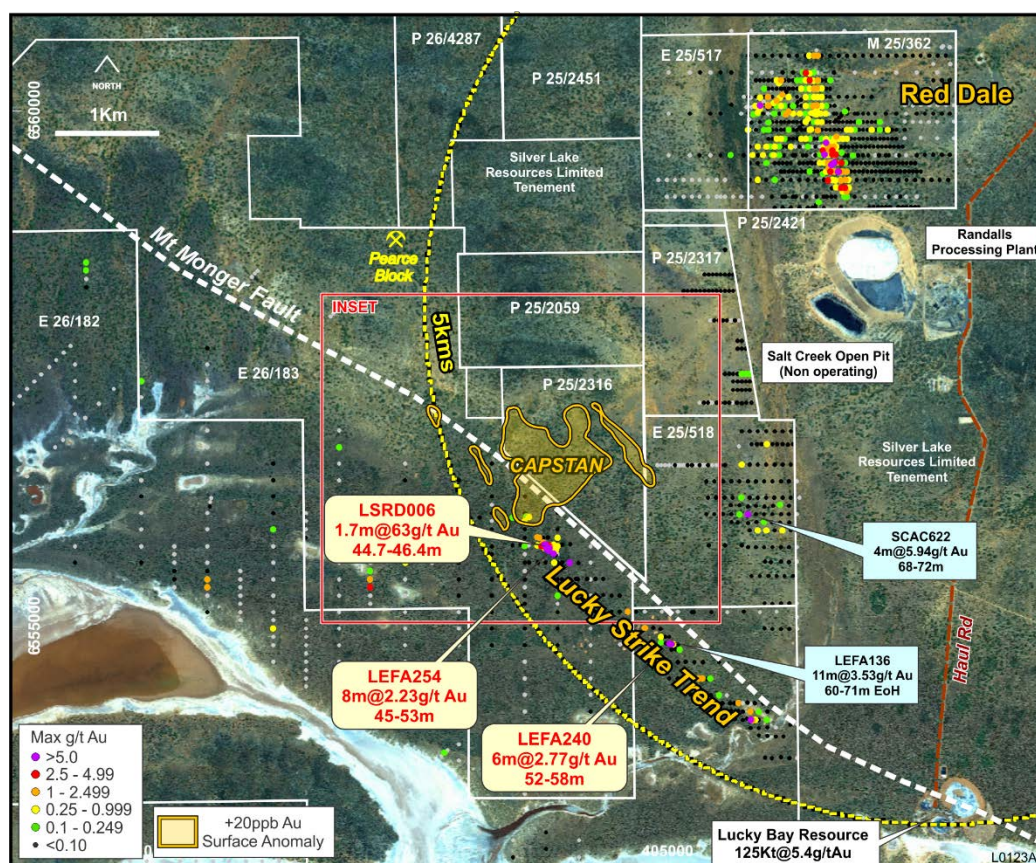 P 26/4287
P 25/2451
E 25/517
M 25/362
Red Dale
NORTH
1Km
6560000
Silver Lake
Resources Limited
Tenement
P 25/2421
Randalls
Processing Plant
Mt Monger Fault
Pearce
Block
P 25/2317
E 26/182
INSET
P 25/2059
5kms
E 26/183
Salt Creek Open Pit
(Non operating)
P 25/2316
E 25/518
CAPSTAN
Silver Lake
Resources Limited
Tenement
LSRD006
1.7m@63g/t Au
44.7-46.4m
SCAC622
4m@5.94g/t Au
68-72m
6555000
Lucky Strike Trend
Haul Rd
LEFA136
11m@3.53g/t Au
60-71m EoH
LEFA254
8m@2.23g/t Au
45-53m
LEFA240
6m@2.77g/t Au
52-58m
Max g/t Au
>5.0
2.5 - 4.99
1 - 2.499
0.25 - 0.999
0.1 - 0.249
<0.10
+20ppb Au
Surface Anomaly
405000
Lucky Bay Resource
125Kt@5.4g/tAu